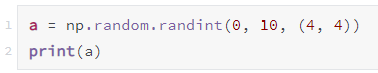 1 a = np.random.randint(0, 10, (4, 4))
2 print(a)